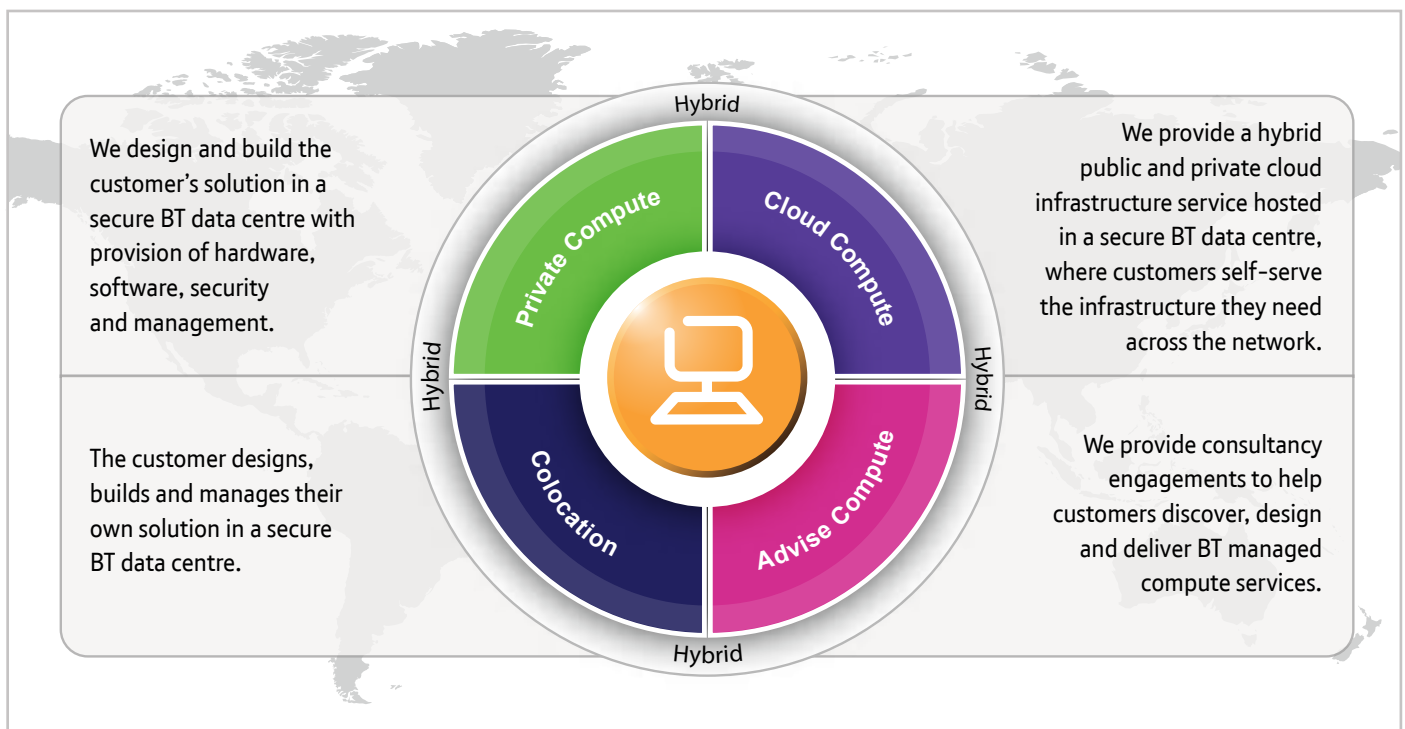 Hybrid
We design and build the
customer’s solution in a
secure BT data centre with
provision of hardware,
software, security
and management.
Private Compute
Cloud Compute
We provide a hybrid
public and private cloud
infrastructure service hosted
in a secure BT data centre,
where customers self-serve
the infrastructure they need
across the network.
Hybrid
Hybrid
The customer designs,
builds and manages their
own solution in a secure
BT data centre.
Colocation
Advise Compute
We provide consultancy
engagements to help
customers discover, design
and deliver BT managed
compute services.
Hybrid